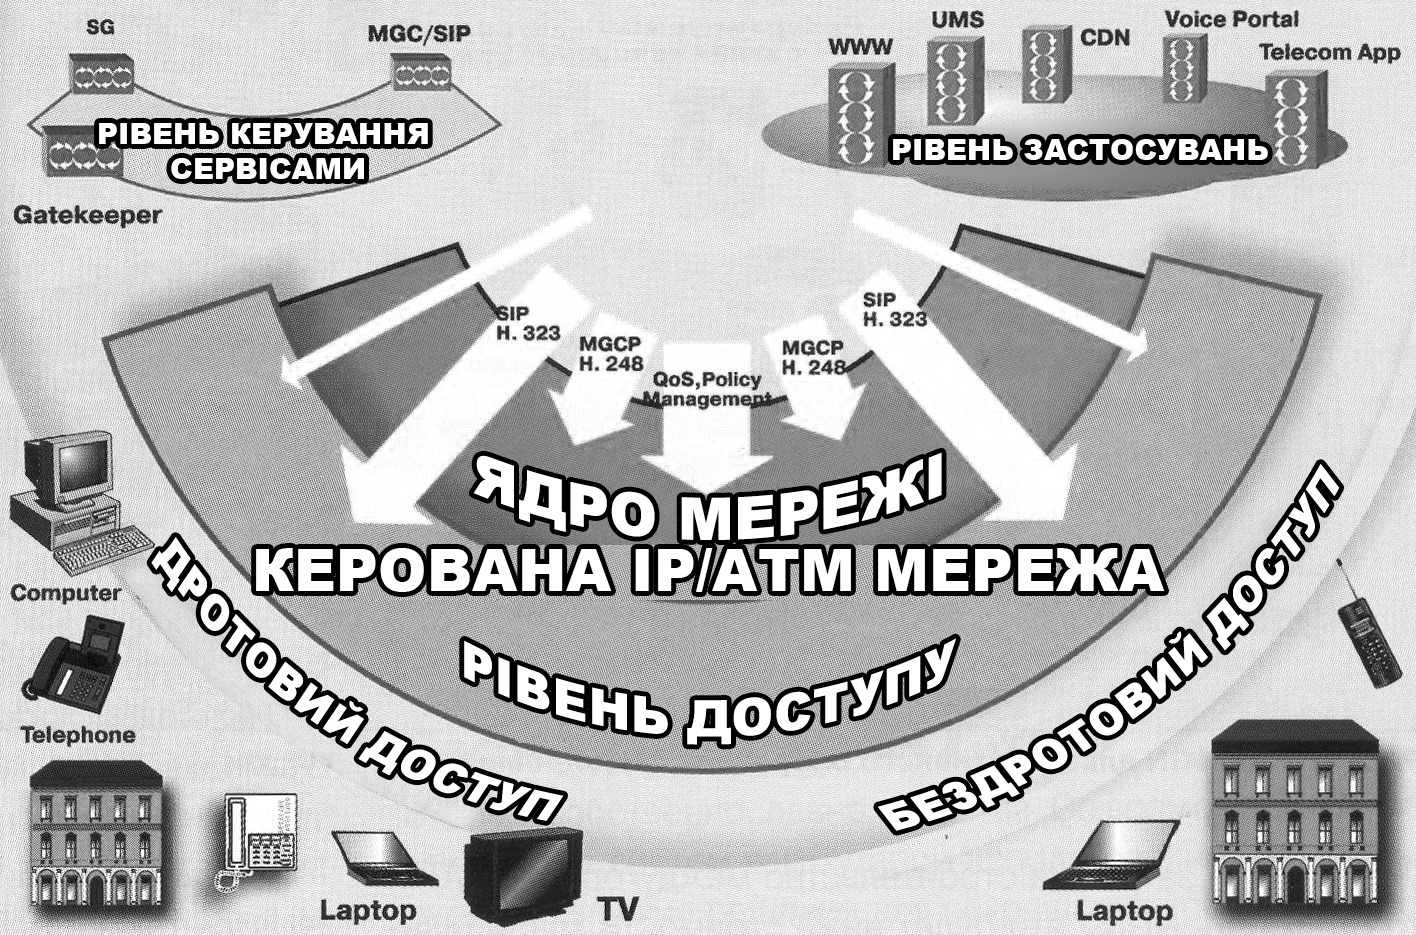 SG
MGC/SIP
РІВЕНЬ КЕРУВАННЯ
СЕРВІСАМИ
Gatekeeper
WWW
UMS
CDN
Voice Portal
Telecom App
РІВЕНЬ ЗАСТОСУВАНЬ
SIP
H. 323
MGCP
H. 248
QoS,Policy
Management
MGCP
H. 248
SIP
H. 323
ЯДРО МЕРЕЖІ
КЕРОВАНА IP/ATM МЕРЕЖА
РІВЕНЬ ДОСТУПУ
ДРОТОВИЙ ДОСТУП
БЕЗДРОТОВИЙ ДОСТУП
Computer
Telephone
Laptop
TV
Laptop